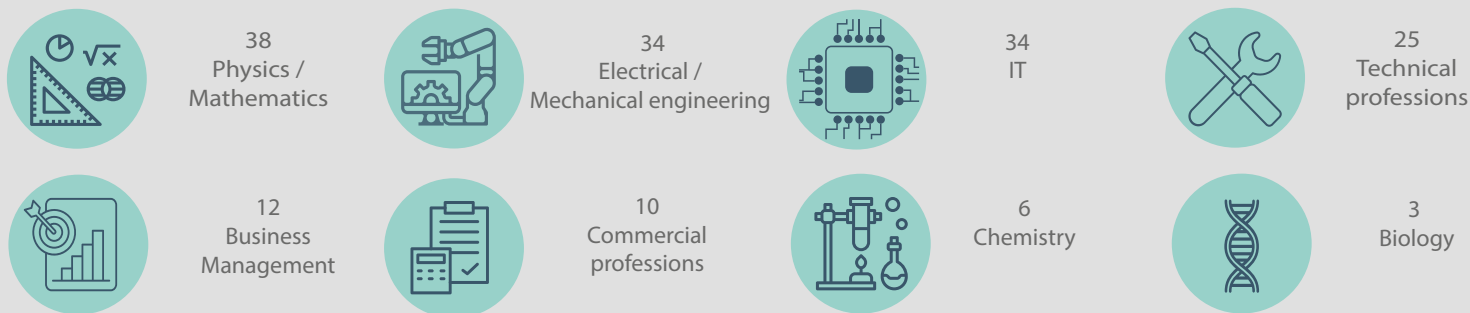 38
Physics /
Mathematics
34
Electrical /
Mechanical engineering
34
IT
25
Technical
professions
12
Business
Management
10
Commercial
professions
6
Chemistry
3
Biology